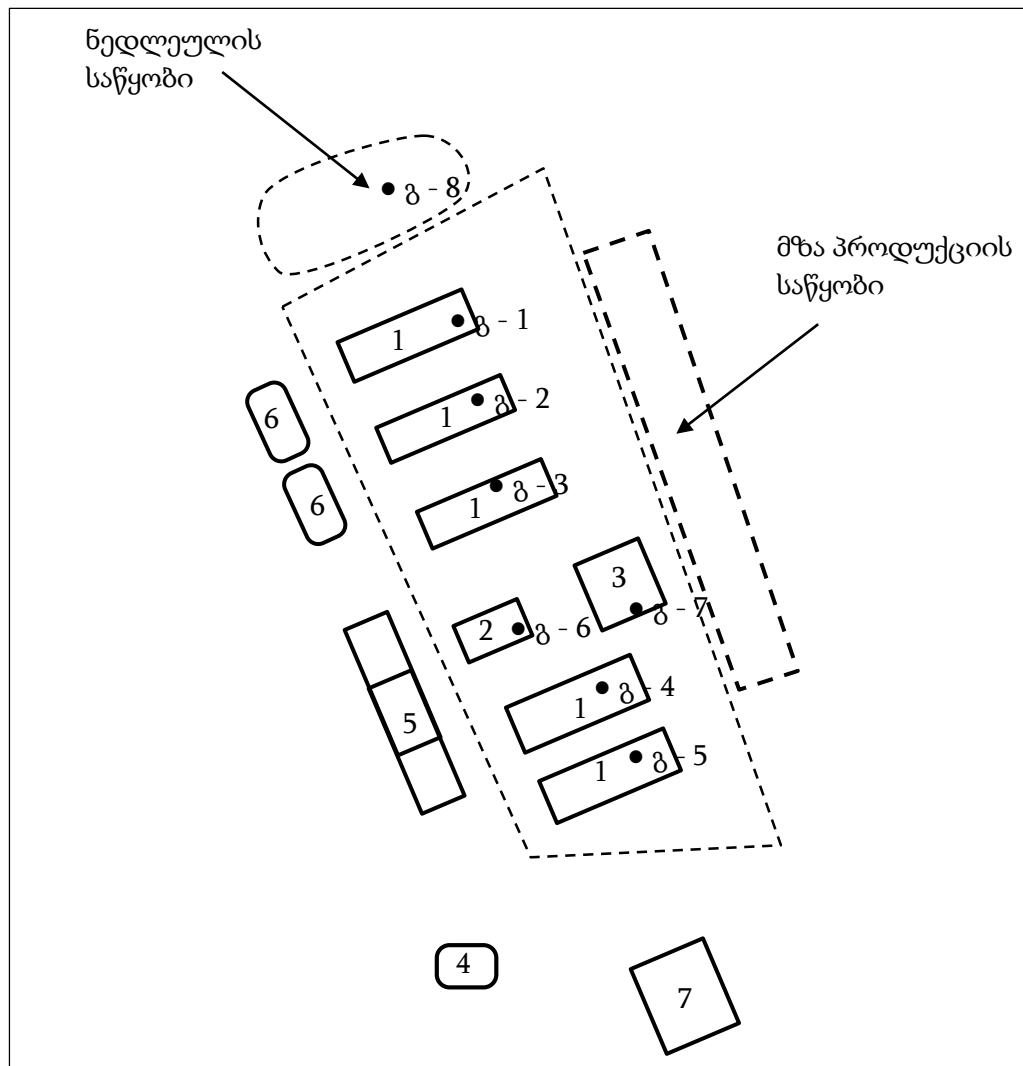 ნედლეულის
საწყობი
გ - 8
მზა პროდუქციის
საწყობი
1
გ - 1
1
გ - 2
6
1
გ - 3
6
3
გ - 7
2
გ - 6
1
გ - 4
5
1
გ - 5
4
7